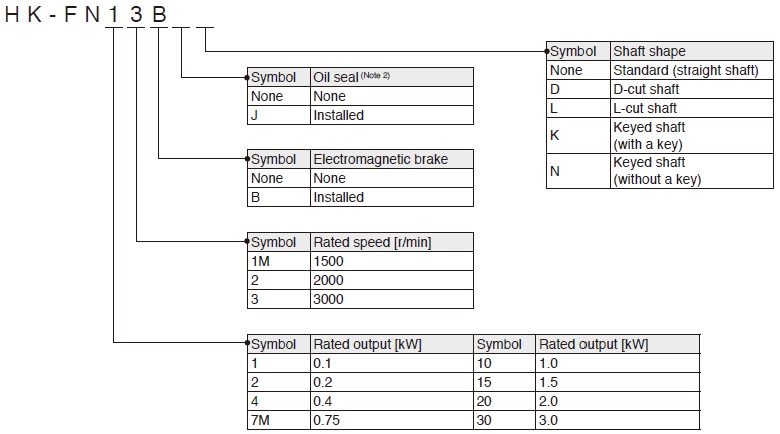 HK-FN13B
Symbol Shaft shape
None Standard (straight shaft)
D D-cut shaft
L L-cut shaft
K Keyed shaft
(with a key)
N Keyed shaft
(without a key)
Symbol Oil seal (Note 2)
None None
J Installed
Symbol Electromagnetic brake
None None
B Installed
Symbol Rated speed [r/min]
1M 1500
2 2000
3 3000
Symbol Rated output [kW] Symbol Rated output [kW]
1 0.1 10 1.0
2 0.2 15 1.5
4 0.4 20 2.0
7M 0.75 30 3.0